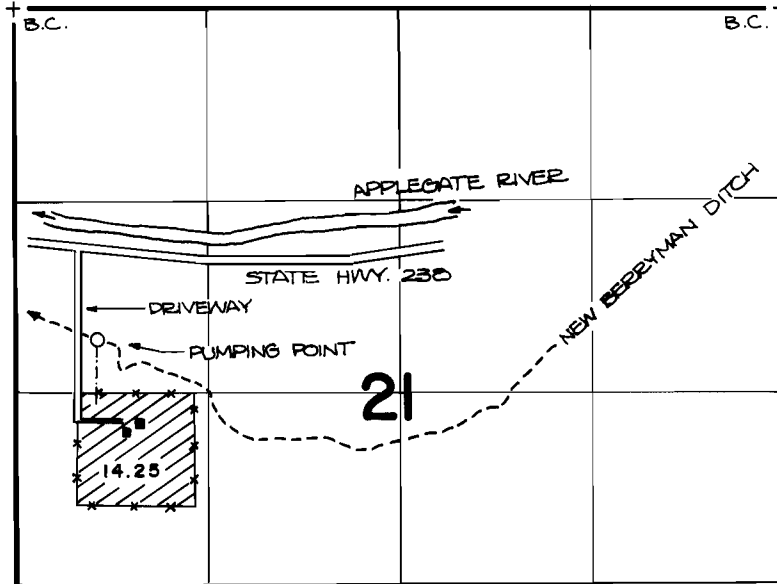 B.C.
B.C.
APPLEGATE RIVER
STATE HWY. 238
NEW BERRYMAN DITCH
DRIVEWAY
PUMPING POINT
21
14.25